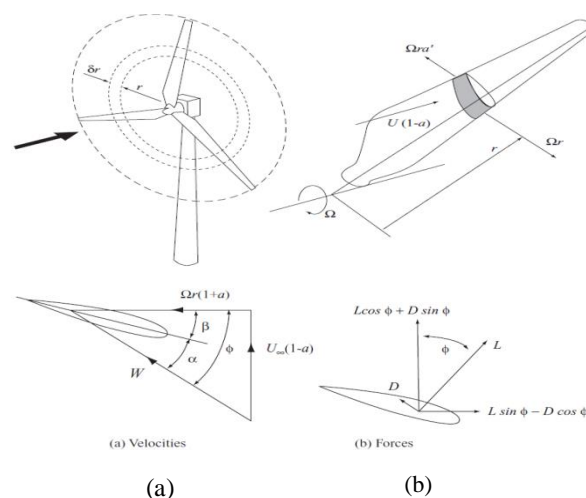 δr
r
Ωra'
U (1-a)
Ωr
r
Ω
Ωr(1+a)
β
ϕ
U∞(1-a)
α
W
Lcos ϕ + D sin ϕ
ϕ
L
D
L sin ϕ – D cos ϕ
(a) Velocities
(b) Forces
(a)
(b)